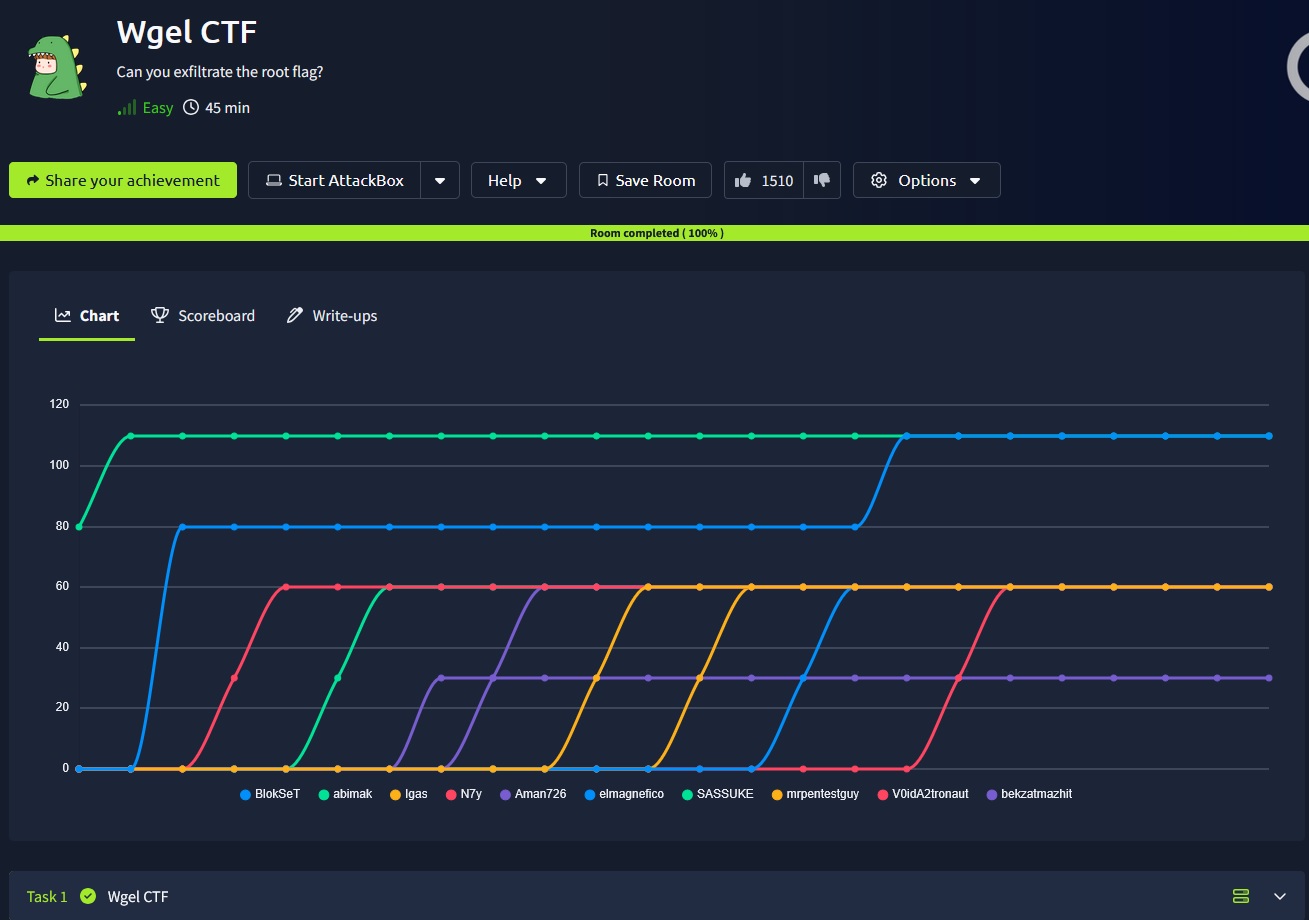 Wgel CTF
Can you exfiltrate the root flag?
Easy 45 min
Share your achievement Start AttackBox Help Save Room 1510 Options
Room completed ( 100% )
Chart Scoreboard Write-ups
120
100
80
60
40
20
0
BlokSeT abimak Igas N7y Aman726 elmagnefico SASSUKE mrpentestguy V0idA2tronaut bekzatmazhit
Task 1 Wgel CTF